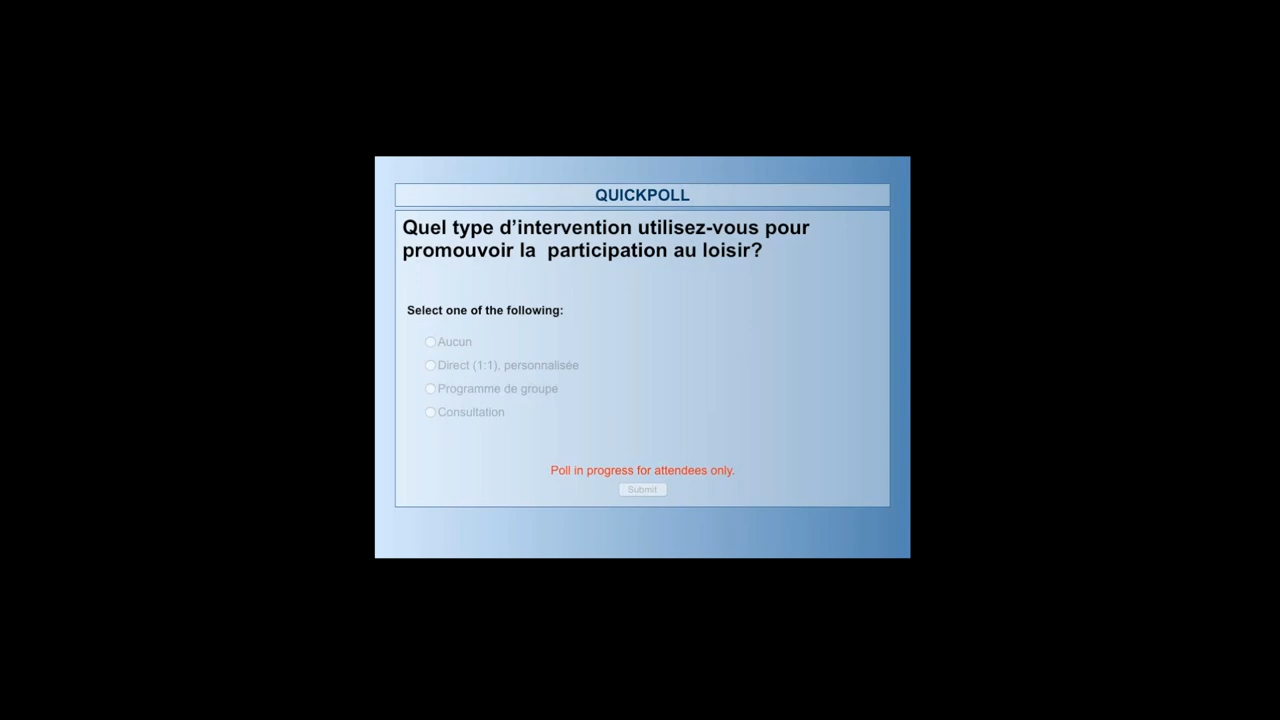 QUICKPOLL
Quel type d’intervention utilisez-vous pour
promouvoir la  participation au loisir?
Select one of the following:
Aucun
Direct (1:1), personnalisée
Programme de groupe
Consultation
Poll in progress for attendees only.
Submit